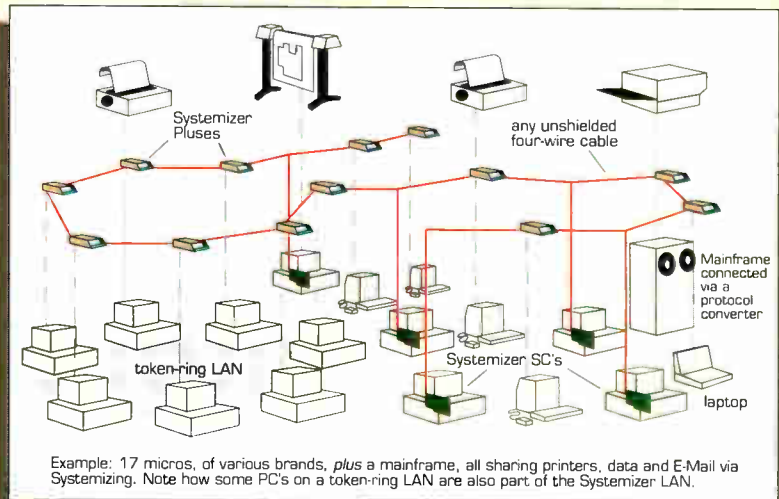 Systemizer
Pluses
any unshielded
four-wire cable
Mainframe
connected
via a
protocol
converter
token-ring LAN
Systemizer SC's
laptop
Example: 17 micros, of various brands, plus a mainframe, all sharing printers, data and E-Mail via
Systemizing. Note how some PC's on a token-ring LAN are also part of the Systemizer LAN.